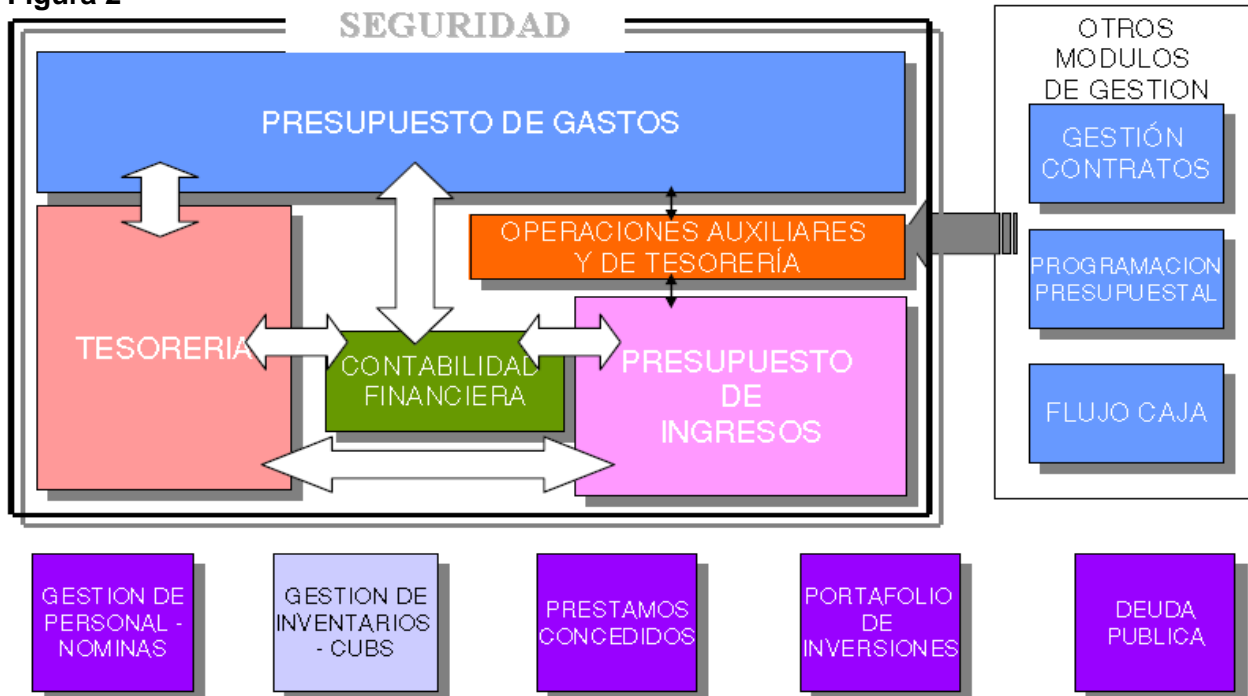 Figura 2
SEGURIDAD
PRESUPUESTO DE GASTOS
OPERACIONES AUXILIARES
Y DE TESORERÍA
TESORERIA
CONTABILIDAD
FINANCIERA
PRESUPUESTO
DE
INGRESOS
OTROS
MODULOS
DE GESTION
GESTIÓN
CONTRATOS
PROGRAMACION
PRESUPUESTAL
FLUJO CAJA
GESTION DE
PERSONAL -
NOMINAS
GESTION DE
INVENTARIOS
- CUBS
PRESTAMOS
CONCEDIDOS
PORTAFOLIO
DE
INVERSIONES
DEUDA
PUBLICA